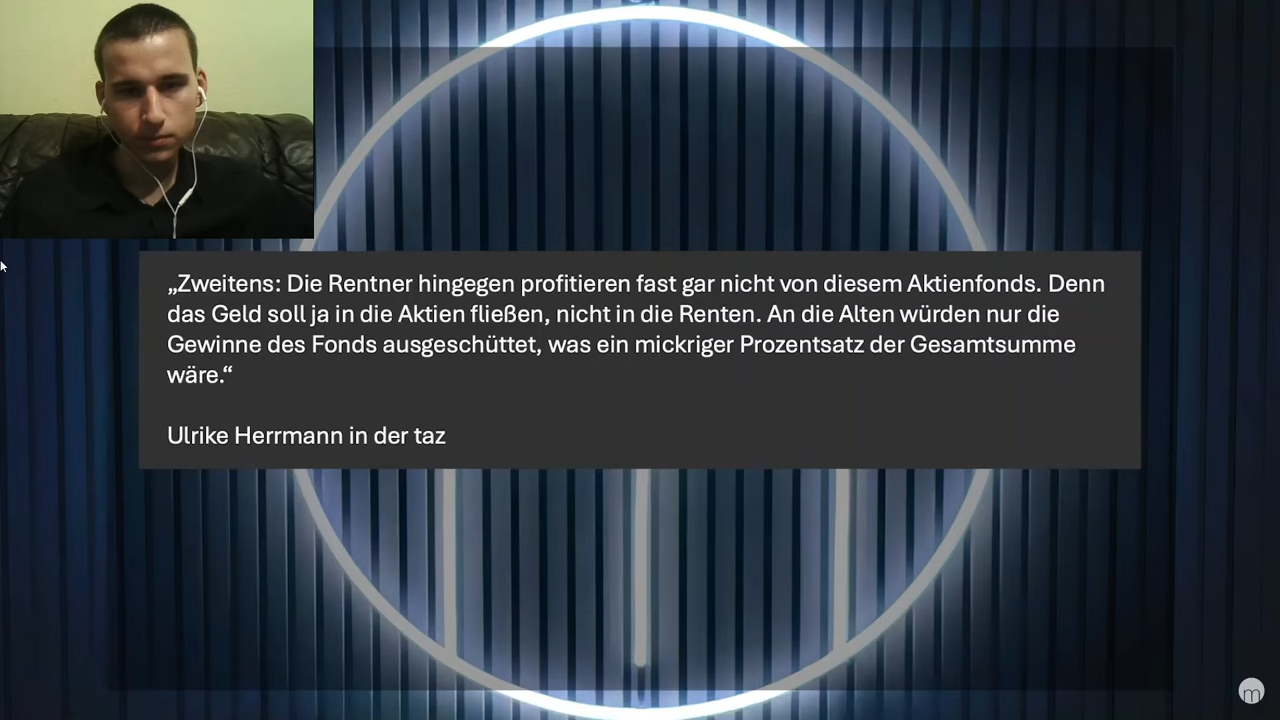 „Zweitens: Die Rentner hingegen profitieren fast gar nicht von diesem Aktienfonds. Denn
das Geld soll ja in die Aktien fließen, nicht in die Renten. An die Alten würden nur die
Gewinne des Fonds ausgeschüttet, was ein mickriger Prozentsatz der Gesamtsumme
wäre.“
Ulrike Herrmann in der taz
m